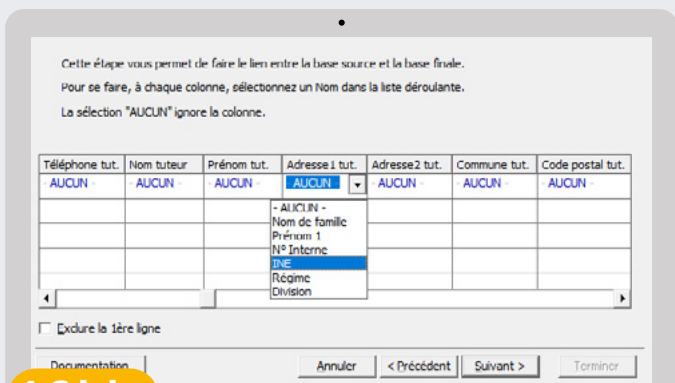 Cette étape vous permet de faire le lien entre la base source et la base finale.
Pour se faire, à chaque colonne, sélectionnez un Nom dans la liste déroulante.
La sélection "AUCUN" ignore la colonne.
Téléphone tut. Nom tuteur Prénom tut. Adresse1 tut. Adresse2 tut. Commune tut. Code postal tut.
- AUCUN - - AUCUN - - AUCUN - AUCUN - AUCUN - - AUCUN - - AUCUN -
- AUCUN -
Nom de famille
Prénom 1
N° Interne
INE
Régime
Division
Exclure la 1ère ligne
Documentation Annuler < Précédent Suivant > Terminer